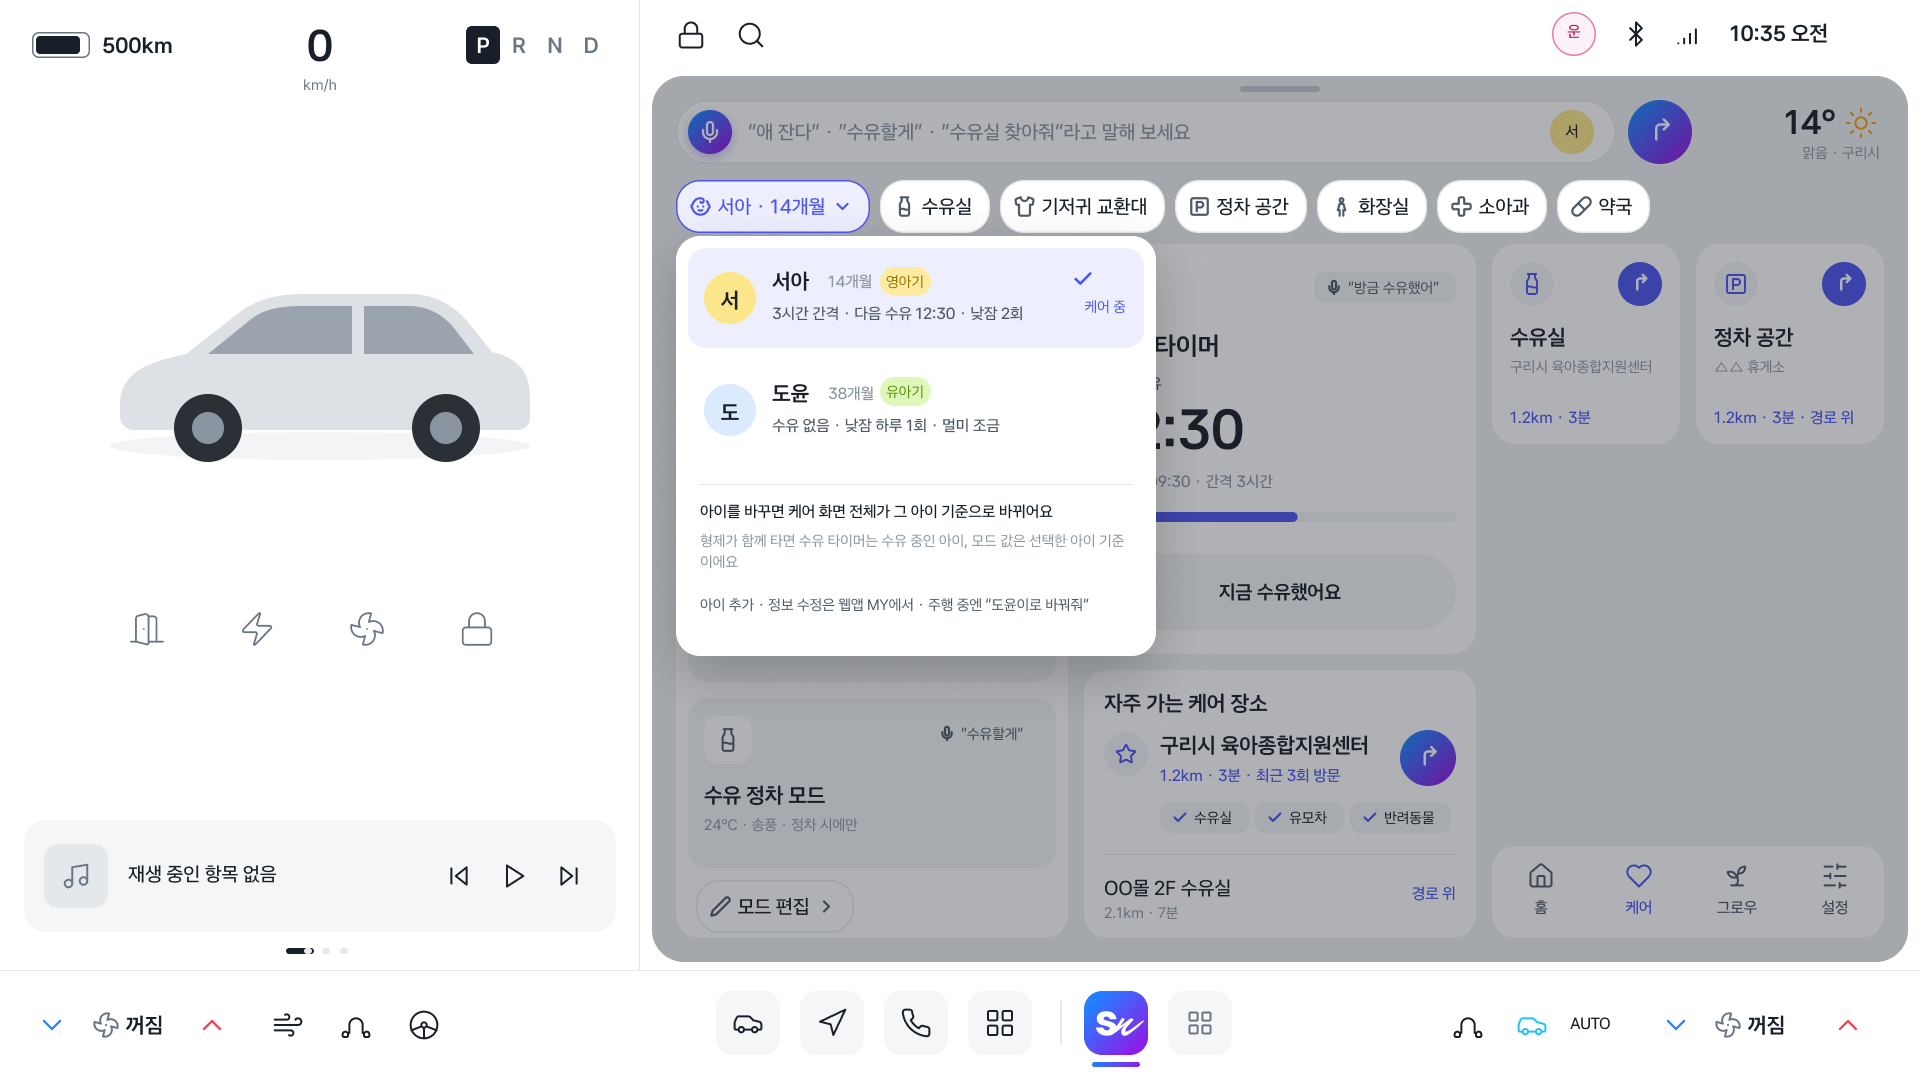 500km
0
km/h
P R N D
운
10:35 오전
"애 잔다" · "수유할게" · "수유실 찾아줘"라고 말해 보세요
서
14°
맑음 · 구리시
서아 · 14개월
수유실
기저귀 교환대
정차 공간
화장실
소아과
약국
서
서아 14개월 영아기
3시간 간격 · 다음 수유 12:30 · 낮잠 2회
케어 중
도
도윤 38개월 유아기
수유 없음 · 낮잠 하루 1회 · 멀미 조금
아이를 바꾸면 케어 화면 전체가 그 아이 기준으로 바뀌어요
형제가 함께 타면 수유 타이머는 수유 중인 아이, 모드 값은 선택한 아이 기준
이에요
아이 추가 · 정보 수정은 웹앱 MY에서 · 주행 중엔 "도윤이로 바꿔줘"
"방금 수유했어"
타이머
2:30
09:30 · 간격 3시간
지금 수유했어요
수유실
구리시 육아종합지원센터
1.2km · 3분
P
정차 공간
△△ 휴게소
1.2km · 3분 · 경로 위
"수유할게"
수유 정차 모드
24°C · 송풍 · 정차 시에만
모드 편집
자주 가는 케어 장소
구리시 육아종합지원센터
1.2km · 3분 · 최근 3회 방문
수유실
유모차
반려동물
OO몰 2F 수유실
2.1km · 7분
경로 위
홈
케어
그로우
설정
재생 중인 항목 없음
꺼짐
Su
AUTO
꺼짐